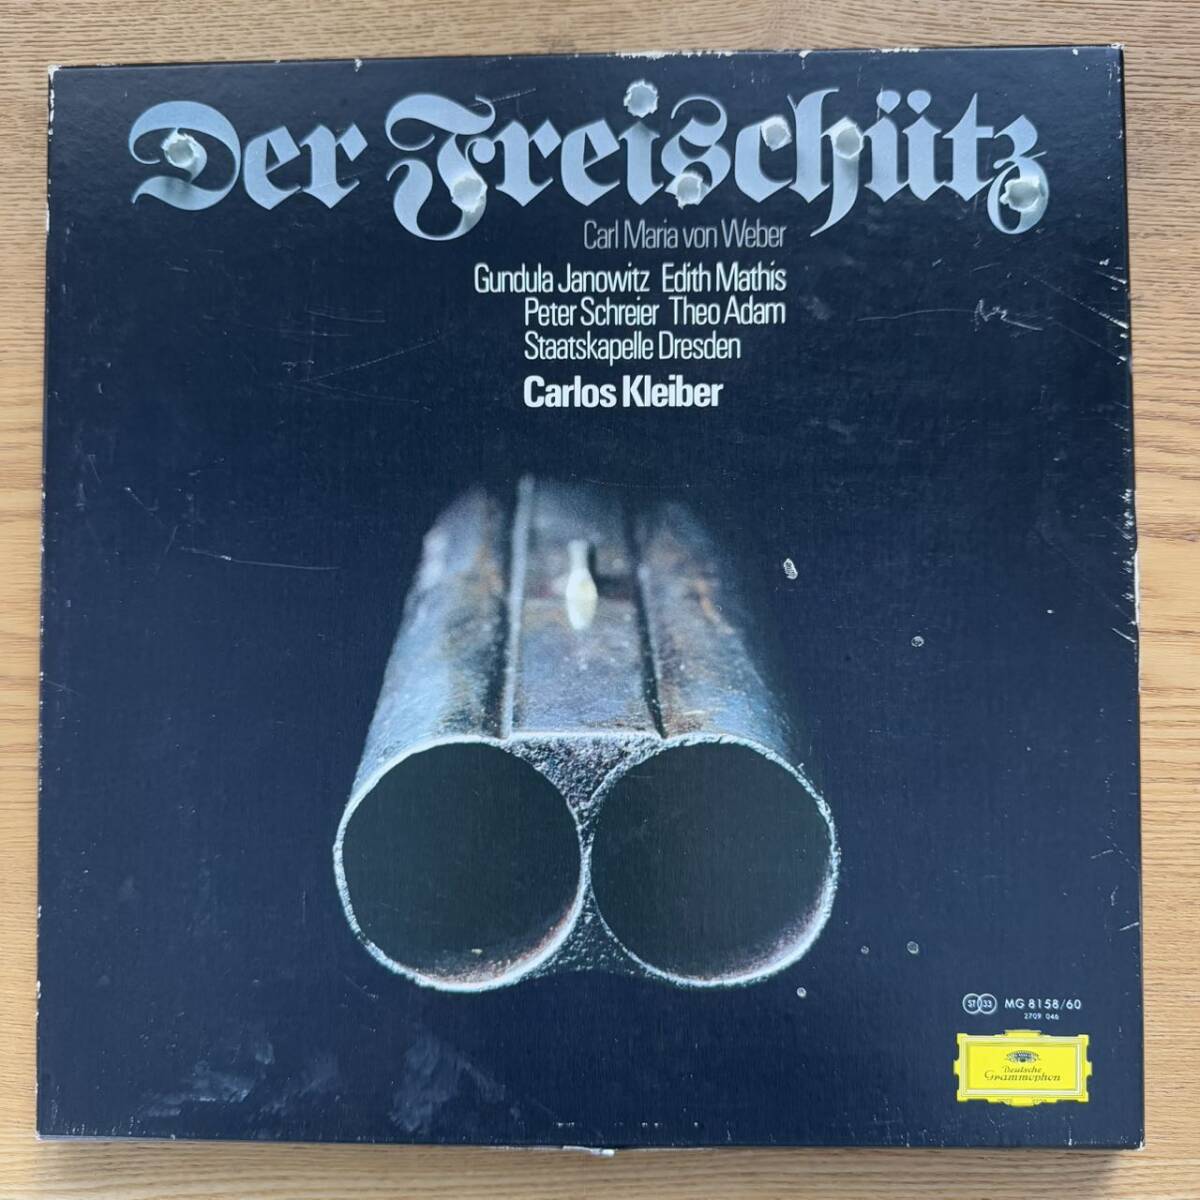 Der Freischütz
Carl Maria von Weber
Gundula Janowitz Edith Mathis
Peter Schreier Theo Adam
Staatskapelle Dresden
Carlos Kleiber
ST 33 MG 8158/60
2709 046
Deutsche
Grammophon